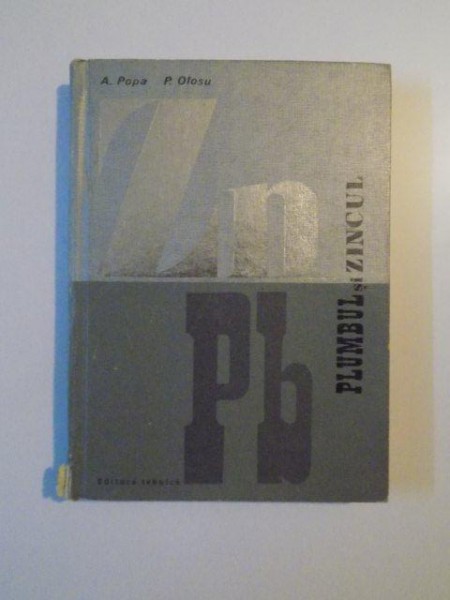 A. Popa P. Olosu
Zn
Pb
PLUMBUL și ZINCUL
Editura tehnică